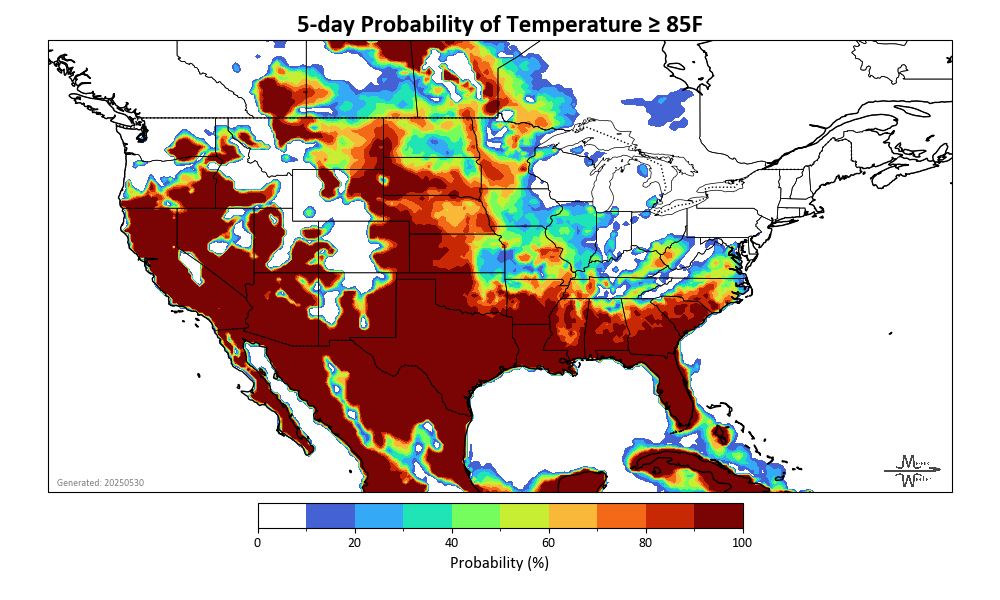 5-day Probability of Temperature ≥ 85F
Generated: 20250530
0 20 40 60 80 100
Probability (%)